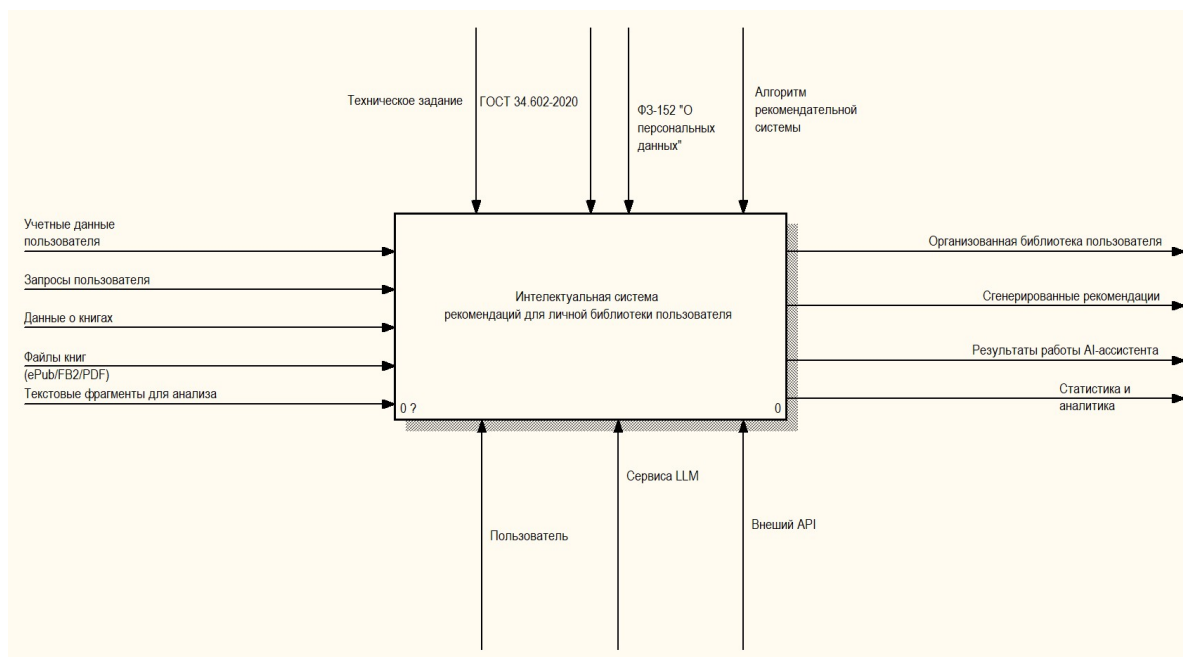 Техническое задание
ГОСТ 34.602-2020
ФЗ-152 "О
персональных
данных"
Алгоритм
рекомендательной
системы
Учетные данные
пользователя
Запросы пользователя
Данные о книгах
Файлы книг
(ePub/FB2/PDF)
Текстовые фрагменты для анализа
Интелектуальная система
рекомендаций для личной библиотеки пользователя
0 ?
0
Организованная библиотека пользователя
Сгенерированные рекомендации
Результаты работы AI-ассистента
Статистика и
аналитика
Пользователь
Сервиса LLM
Внеший API